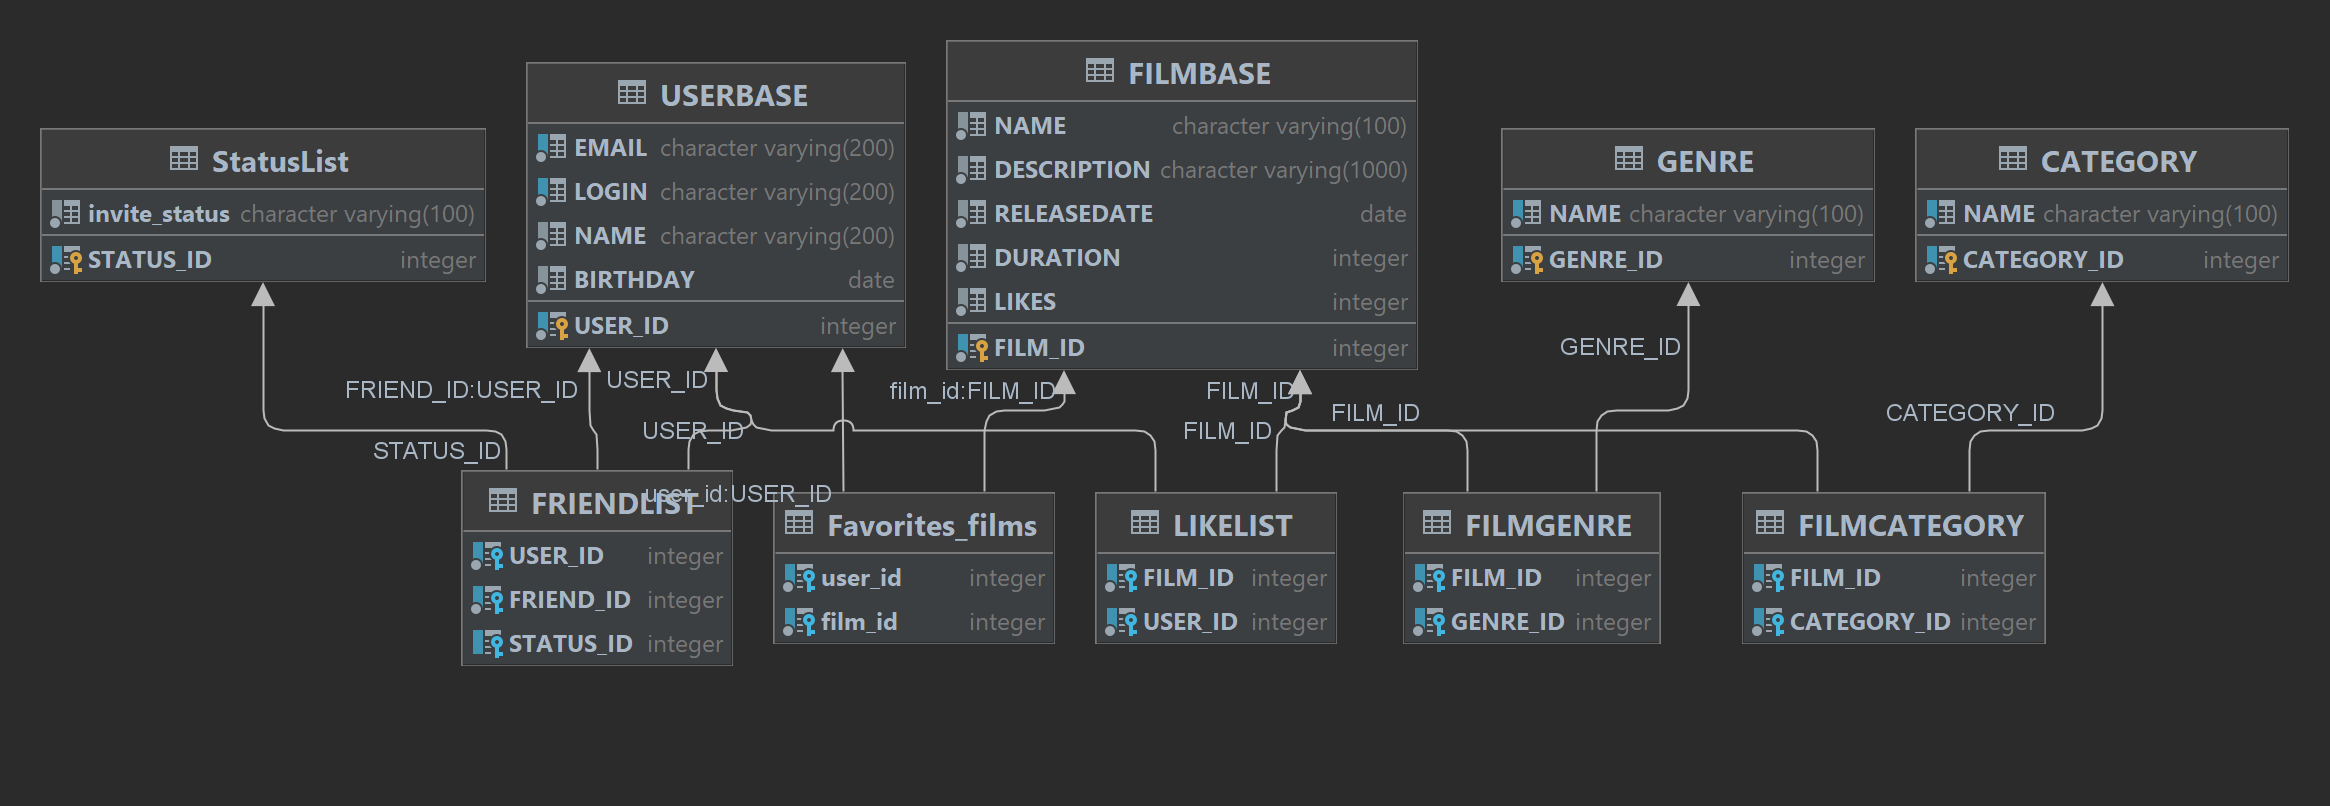 StatusList
invite_status character varying(100)
STATUS_ID integer
USERBASE
EMAIL character varying(200)
LOGIN character varying(200)
NAME character varying(200)
BIRTHDAY date
USER_ID integer
FILMBASE
NAME character varying(100)
DESCRIPTION character varying(1000)
RELEASEDATE date
DURATION integer
LIKES integer
FILM_ID integer
GENRE
NAME character varying(100)
GENRE_ID integer
CATEGORY
NAME character varying(100)
CATEGORY_ID integer
FRIEND_ID:USER_ID
USER_ID
film_id:FILM_ID
FILM_ID
GENRE_ID
STATUS_ID
USER_ID
FILM_ID
FILM_ID
CATEGORY_ID
user_id:USER_ID
FRIENDLIST
USER_ID integer
FRIEND_ID integer
STATUS_ID integer
Favorites_films
user_id integer
film_id integer
LIKELIST
FILM_ID integer
USER_ID integer
FILMGENRE
FILM_ID integer
GENRE_ID integer
FILMCATEGORY
FILM_ID integer
CATEGORY_ID integer